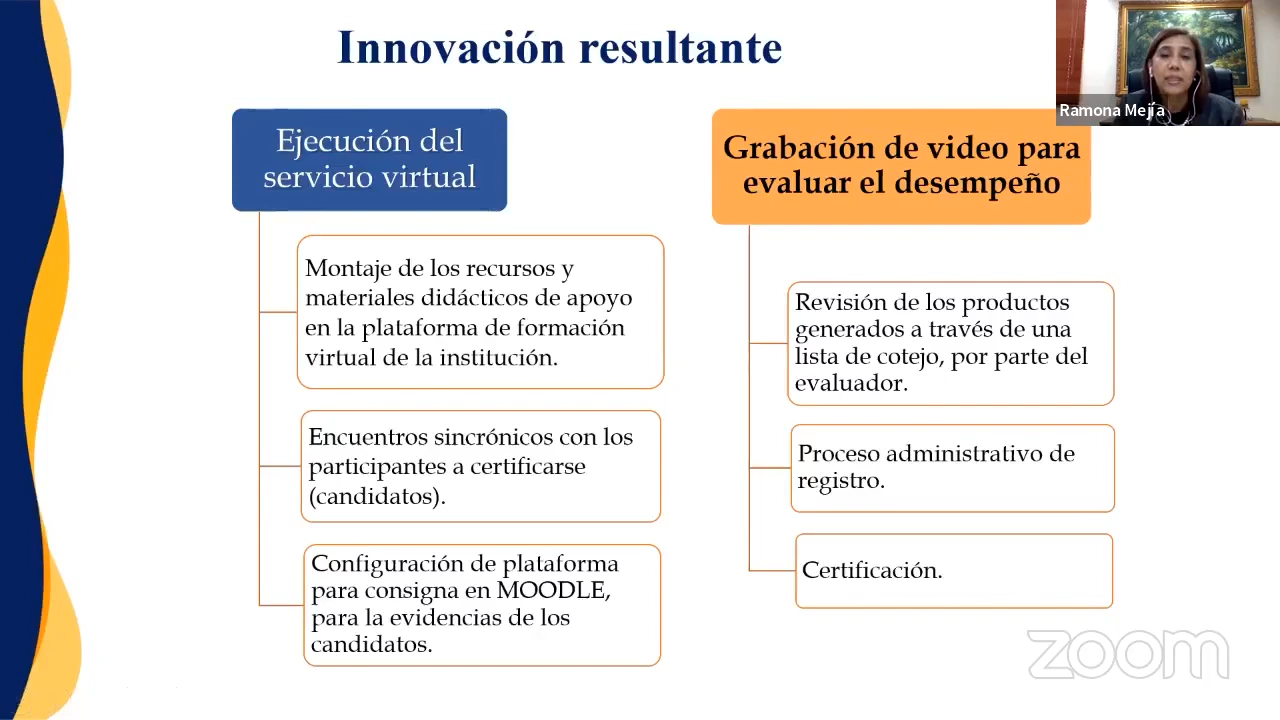 Innovación resultante
Ramona Mejía
Ejecución del
servicio virtual
Montaje de los recursos y
materiales didácticos de apoyo
en la plataforma de formación
virtual de la institución.
Encuentros sincrónicos con los
participantes a certificarse
(candidatos).
Configuración de plataforma
para consigna en MOODLE,
para la evidencias de los
candidatos.
Grabación de video para
evaluar el desempeño
Revisión de los productos
generados a través de una
lista de cotejo, por parte del
evaluador.
Proceso administrativo de
registro.
Certificación.
zoom